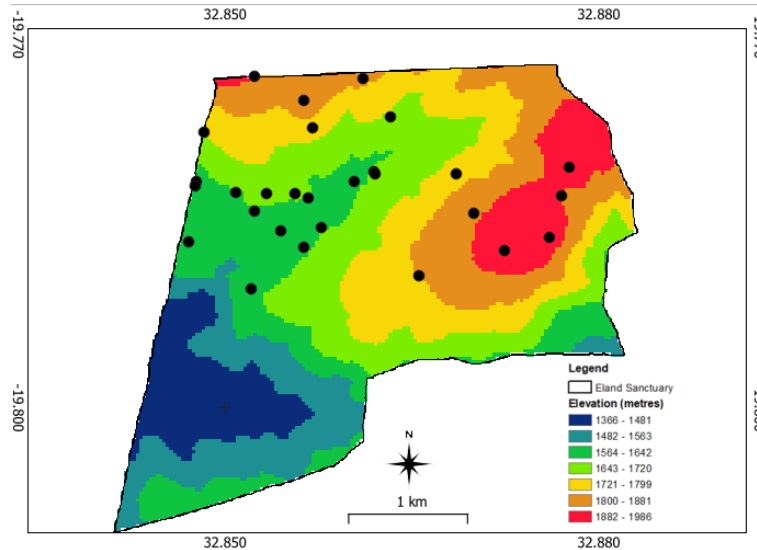 32.850 32.880
-19.770
-19.800
Legend
Eland Sanctuary
Elevation (metres)
1366 - 1481
1482 - 1563
1564 - 1642
1643 - 1720
1721 - 1799
1800 - 1881
1882 - 1986
N
1 km
32.850 32.880